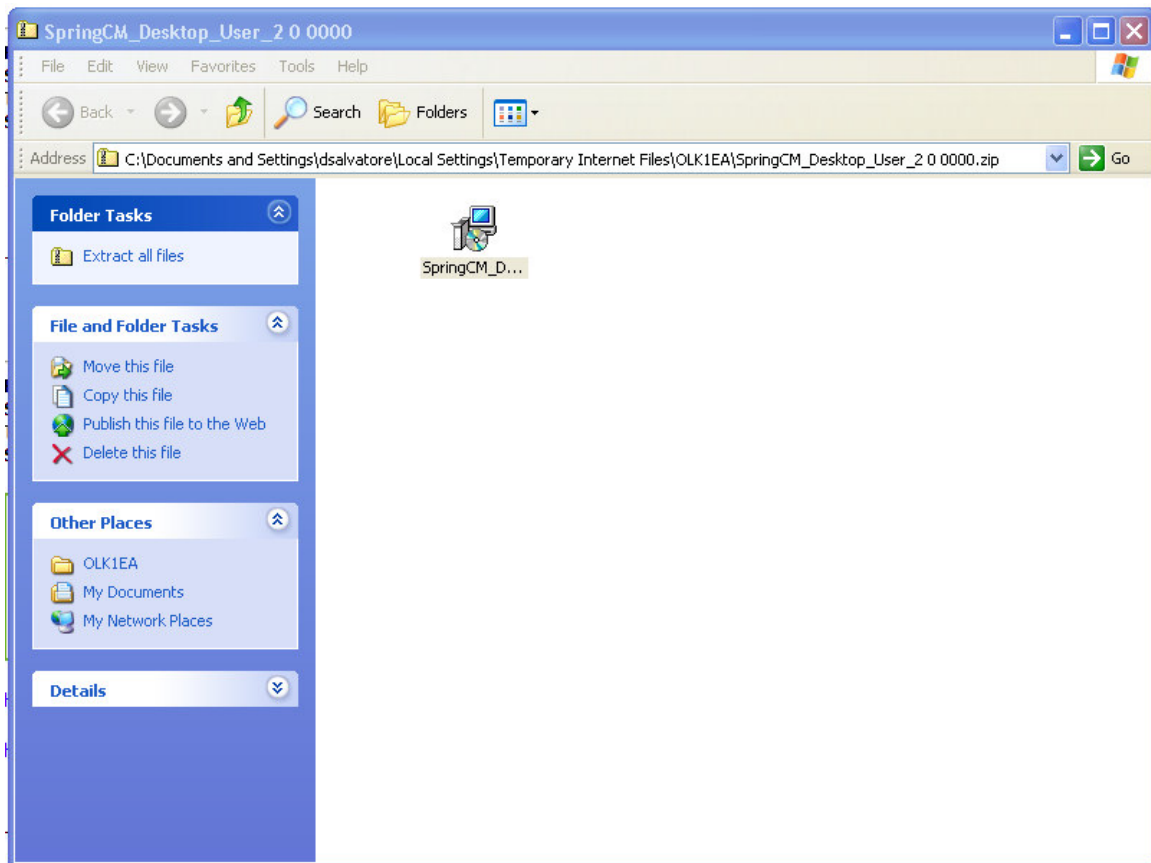 SpringCM_Desktop_User_2 0 0000
File Edit View Favorites Tools Help
Back Search Folders
Address C:\Documents and Settings\dsalvatore\Local Settings\Temporary Internet Files\OLK1EA\SpringCM_Desktop_User_2 0 0000.zip Go
Folder Tasks
Extract all files
SpringCM_D...
File and Folder Tasks
Move this file
Copy this file
Publish this file to the Web
Delete this file
Other Places
OLK1EA
My Documents
My Network Places
Details